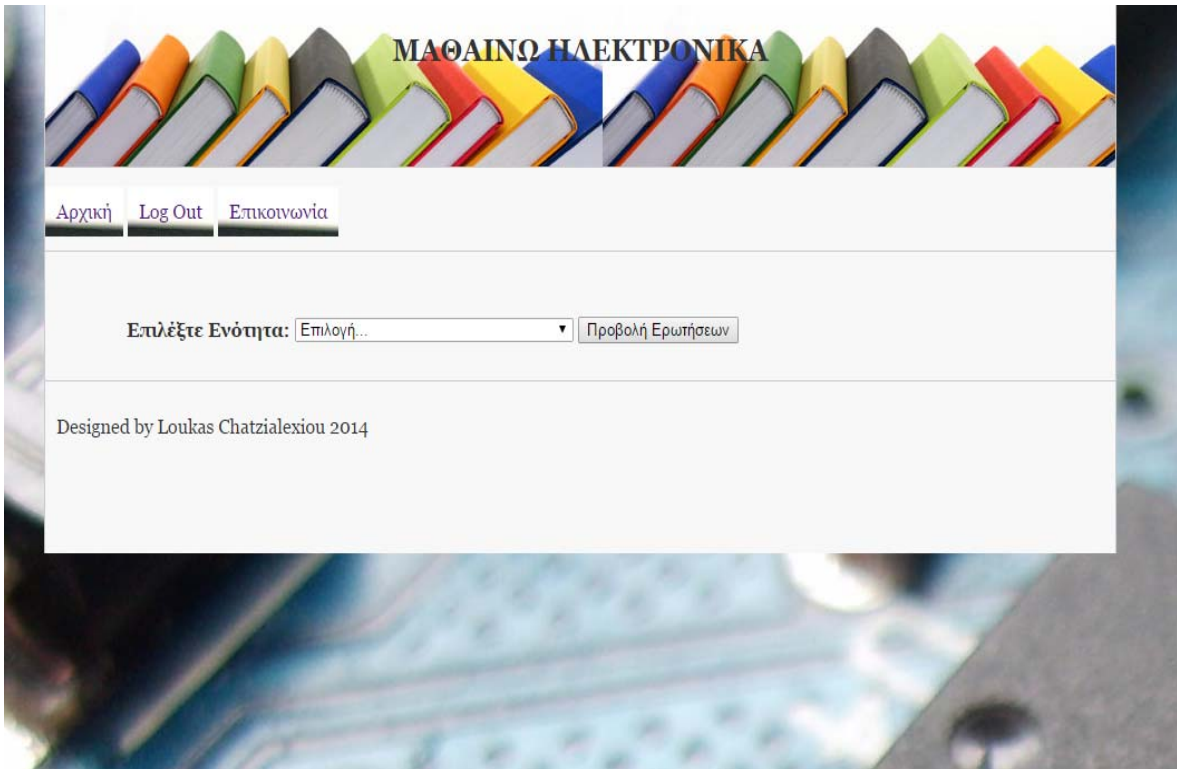 ΜΑΘΑΙΝΩ ΗΛΕΚΤΡΟΝΙΚΑ
Αρχική Log Out Επικοινωνία
Επιλέξτε Ενότητα: Επιλογή... Προβολή Ερωτήσεων
Designed by Loukas Chatzialexiou 2014